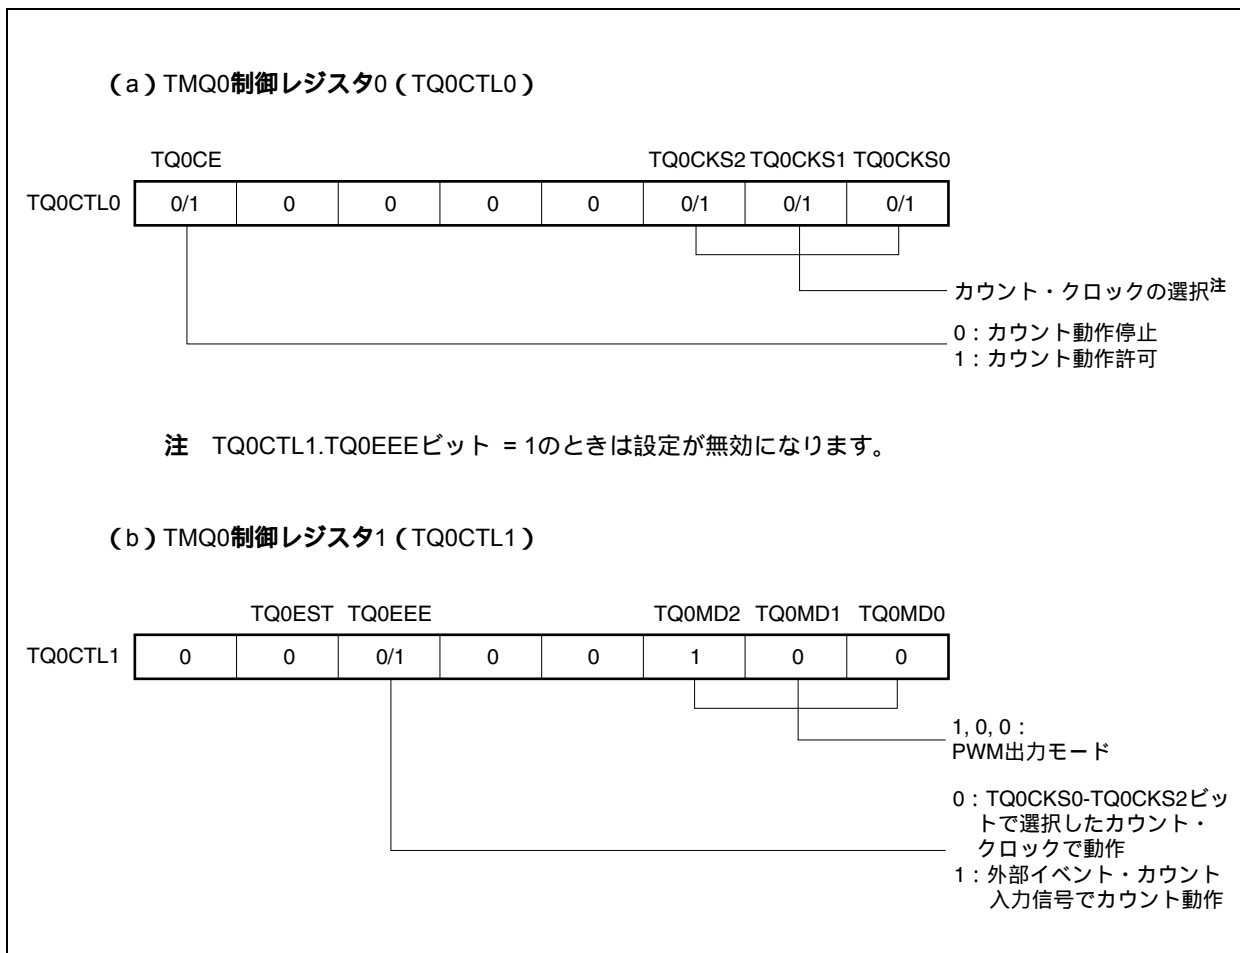 （a）TMQ0制御レジスタ0（TQ0CTL0）
TQ0CE TQ0CKS2 TQ0CKS1 TQ0CKS0
TQ0CTL0 0/1 0 0 0 0 0/1 0/1 0/1
カウント・クロックの選択注
0：カウント動作停止
1：カウント動作許可
注 TQ0CTL1.TQ0EEEビット = 1のときは設定が無効になります。
（b）TMQ0制御レジスタ1（TQ0CTL1）
TQ0EST TQ0EEE TQ0MD2 TQ0MD1 TQ0MD0
TQ0CTL1 0 0 0/1 0 0 1 0 0
1, 0, 0：
PWM出力モード
0：TQ0CKS0-TQ0CKS2ビッ
トで選択したカウント・
クロックで動作
1：外部イベント・カウント
入力信号でカウント動作